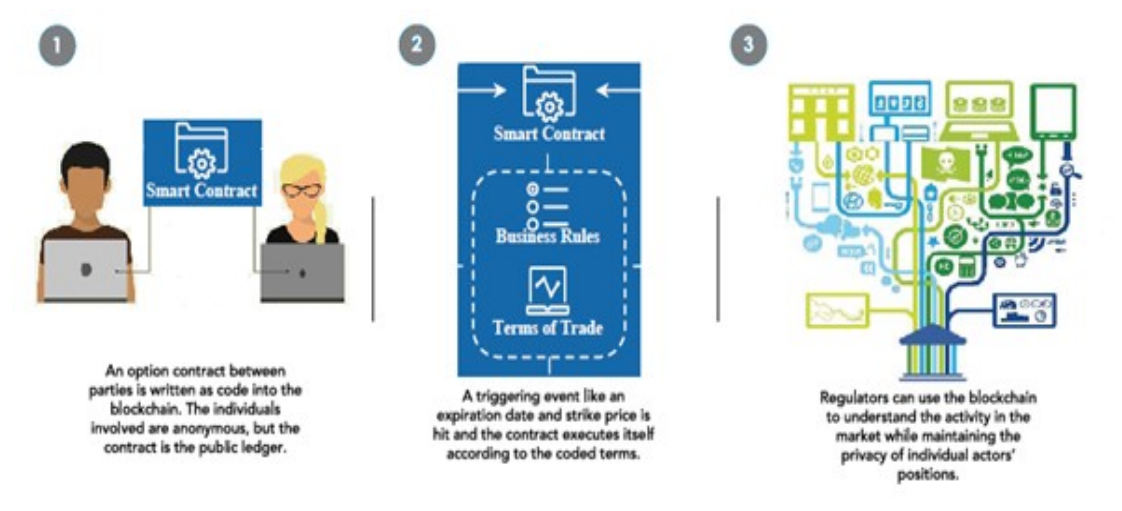 1
Smart Contract
An option contract between
parties is written as code into the
blockchain. The individuals
involved are anonymous, but the
contract is the public ledger.
2
Smart Contract
Business Rules
Terms of Trade
A triggering event like an
expiration date and strike price is
hit and the contract executes itself
according to the coded terms.
3
Regulators can use the blockchain
to understand the activity in the
market while maintaining the
privacy of individual actors'
positions.